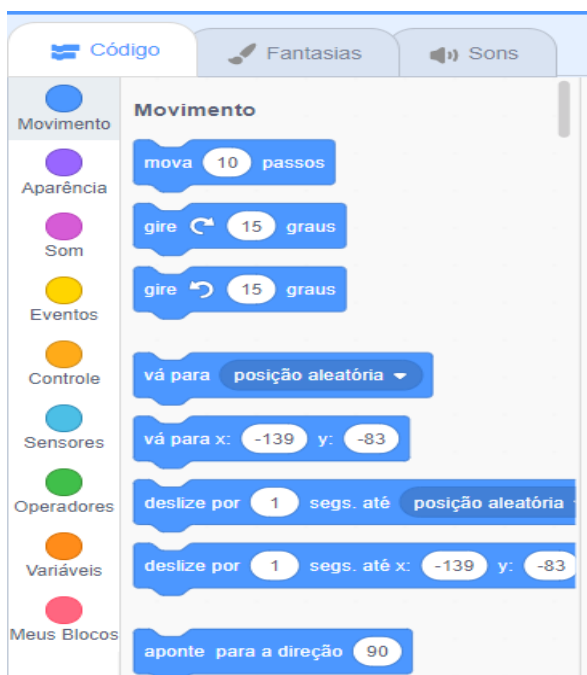 Código Fantasias Sons
Movimento
Aparência
Som
Eventos
Controle
Sensores
Operadores
Variáveis
Meus Blocos
Movimento
mova 10 passos
gire 15 graus
gire 15 graus
vá para posição aleatória
vá para x: -139 y: -83
deslize por 1 segs. até posição aleatória
deslize por 1 segs. até x: -139 y: -83
aponte para a direção 90